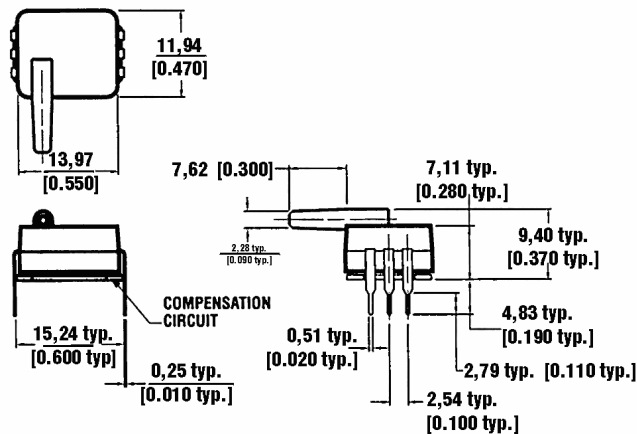 11,94
[0.470]
13,97
[0.550]
7,62 [0.300]
7,11 typ.
[0.280 typ.]
2,28 typ.
[0.090 typ.]
9,40 typ.
[0.370 typ.]
COMPENSATION
CIRCUIT
15,24 typ.
[0.600 typ]
0,25 typ.
[0.010 typ.]
0,51 typ.
[0.020 typ.]
4,83 typ.
[0.190 typ.]
2,79 typ. [0.110 typ]
2,54 typ.
[0.100 typ.]